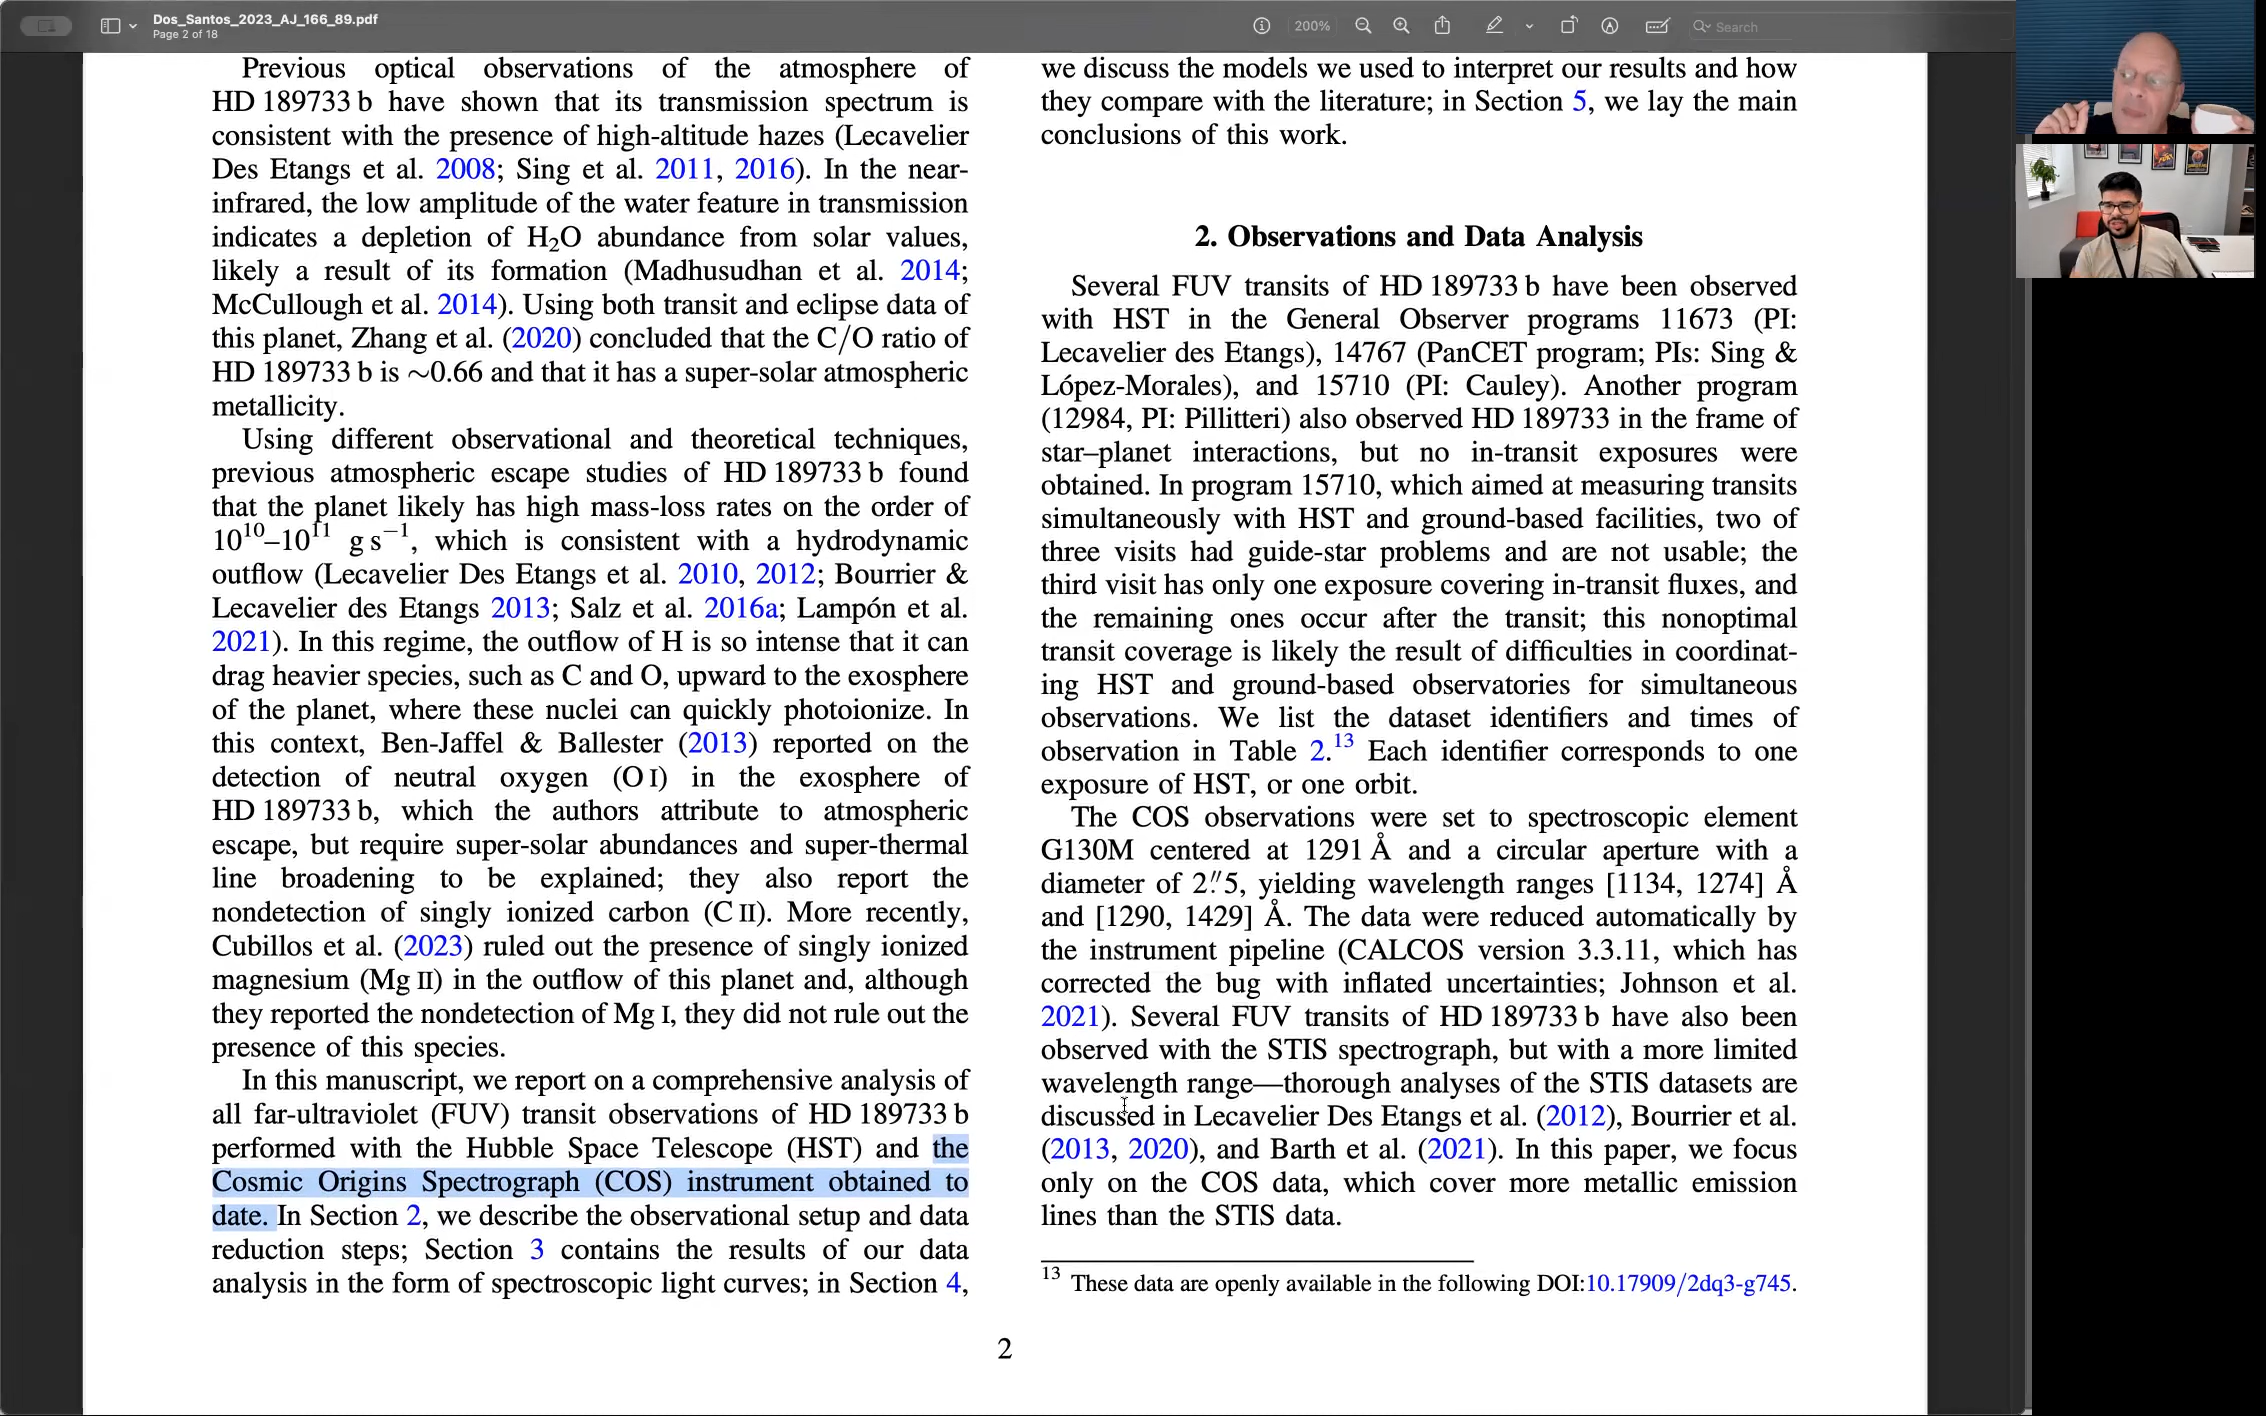 Dos_Santos_2023_AJ_166_89.pdf
Page 2 of 18
200%
Search
Previous optical observations of the atmosphere of
HD 189733 b have shown that its transmission spectrum is
consistent with the presence of high-altitude hazes (Lecavelier
Des Etangs et al. 2008; Sing et al. 2011, 2016). In the near-
infrared, the low amplitude of the water feature in transmission
indicates a depletion of H₂O abundance from solar values,
likely a result of its formation (Madhusudhan et al. 2014;
McCullough et al. 2014). Using both transit and eclipse data of
this planet, Zhang et al. (2020) concluded that the C/O ratio of
HD 189733 b is ∼0.66 and that it has a super-solar atmospheric
metallicity.
Using different observational and theoretical techniques,
previous atmospheric escape studies of HD 189733 b found
that the planet likely has high mass-loss rates on the order of
10¹⁰–10¹¹ g s⁻¹, which is consistent with a hydrodynamic
outflow (Lecavelier Des Etangs et al. 2010, 2012; Bourrier &
Lecavelier des Etangs 2013; Salz et al. 2016a; Lampón et al.
2021). In this regime, the outflow of H is so intense that it can
drag heavier species, such as C and O, upward to the exosphere
of the planet, where these nuclei can quickly photoionize. In
this context, Ben-Jaffel & Ballester (2013) reported on the
detection of neutral oxygen (O I) in the exosphere of
HD 189733 b, which the authors attribute to atmospheric
escape, but require super-solar abundances and super-thermal
line broadening to be explained; they also report the
nondetection of singly ionized carbon (C II). More recently,
Cubillos et al. (2023) ruled out the presence of singly ionized
magnesium (Mg II) in the outflow of this planet and, although
they reported the nondetection of Mg I, they did not rule out the
presence of this species.
In this manuscript, we report on a comprehensive analysis of
all far-ultraviolet (FUV) transit observations of HD 189733 b
performed with the Hubble Space Telescope (HST) and the
Cosmic Origins Spectrograph (COS) instrument obtained to
date. In Section 2, we describe the observational setup and data
reduction steps; Section 3 contains the results of our data
analysis in the form of spectroscopic light curves; in Section 4,
we discuss the models we used to interpret our results and how
they compare with the literature; in Section 5, we lay the main
conclusions of this work.
2. Observations and Data Analysis
Several FUV transits of HD 189733 b have been observed
with HST in the General Observer programs 11673 (PI:
Lecavelier des Etangs), 14767 (PanCET program; PIs: Sing &
López-Morales), and 15710 (PI: Cauley). Another program
(12984, PI: Pillitteri) also observed HD 189733 in the frame of
star–planet interactions, but no in-transit exposures were
obtained. In program 15710, which aimed at measuring transits
simultaneously with HST and ground-based facilities, two of
three visits had guide-star problems and are not usable; the
third visit has only one exposure covering in-transit fluxes, and
the remaining ones occur after the transit; this nonoptimal
transit coverage is likely the result of difficulties in coordinat-
ing HST and ground-based observatories for simultaneous
observations. We list the dataset identifiers and times of
observation in Table 2.¹³ Each identifier corresponds to one
exposure of HST, or one orbit.
The COS observations were set to spectroscopic element
G130M centered at 1291 Å and a circular aperture with a
diameter of 2.″5, yielding wavelength ranges [1134, 1274] Å
and [1290, 1429] Å. The data were reduced automatically by
the instrument pipeline (CALCOS version 3.3.11, which has
corrected the bug with inflated uncertainties; Johnson et al.
2021). Several FUV transits of HD 189733 b have also been
observed with the STIS spectrograph, but with a more limited
wavelength range—thorough analyses of the STIS datasets are
discussed in Lecavelier Des Etangs et al. (2012), Bourrier et al.
(2013, 2020), and Barth et al. (2021). In this paper, we focus
only on the COS data, which cover more metallic emission
lines than the STIS data.
¹³ These data are openly available in the following DOI:10.17909/2dq3-g745.
2